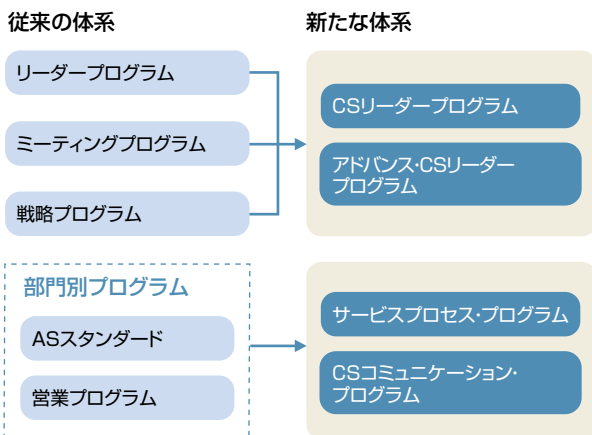 従来の体系
新たな体系
リーダープログラム
ミーティングプログラム
戦略プログラム
CSリーダープログラム
アドバンス・CSリーダー
プログラム
部門別プログラム
ASスタンダード
営業プログラム
サービスプロセス・プログラム
CSコミュニケーション・
プログラム